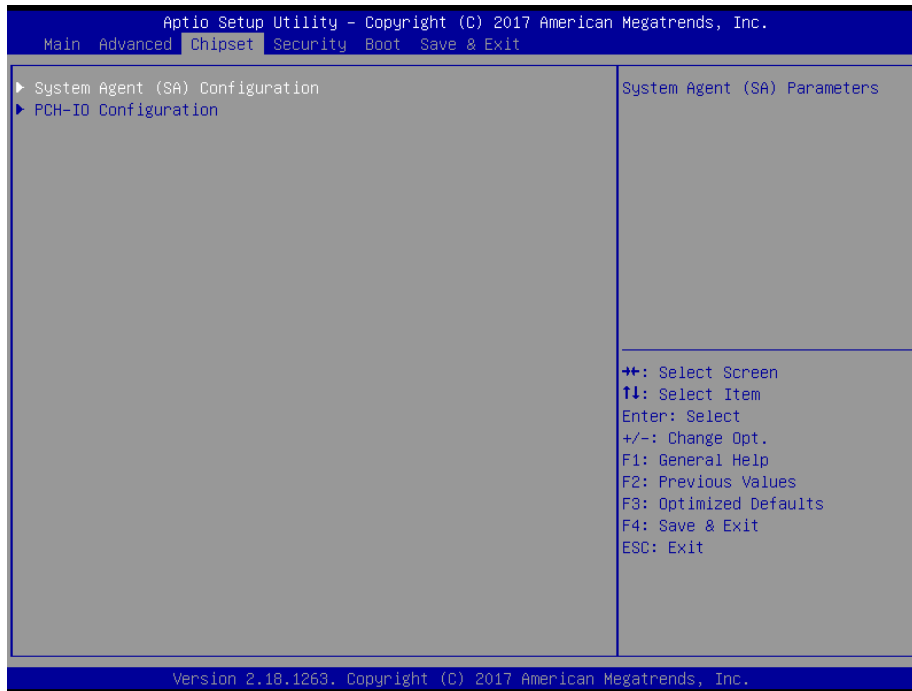 Aptio Setup Utility – Copyright (C) 2017 American Megatrends, Inc.
Main Advanced Chipset Security Boot Save & Exit
▶ System Agent (SA) Configuration
▶ PCH-IO Configuration
System Agent (SA) Parameters
→←: Select Screen
↑↓: Select Item
Enter: Select
+/-: Change Opt.
F1: General Help
F2: Previous Values
F3: Optimized Defaults
F4: Save & Exit
ESC: Exit
Version 2.18.1263. Copyright (C) 2017 American Megatrends, Inc.